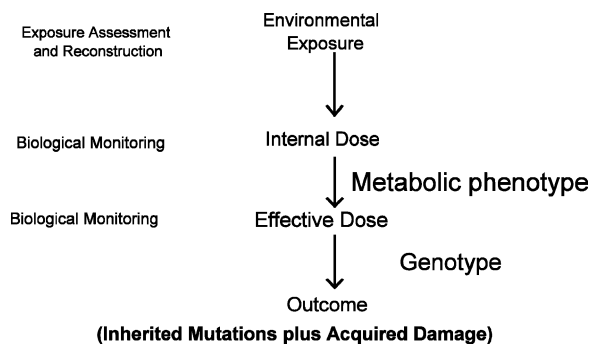 Exposure Assessment
and Reconstruction
Environmental
Exposure
Biological Monitoring
Internal Dose
Metabolic phenotype
Biological Monitoring
Effective Dose
Genotype
Outcome
(Inherited Mutations plus Acquired Damage)